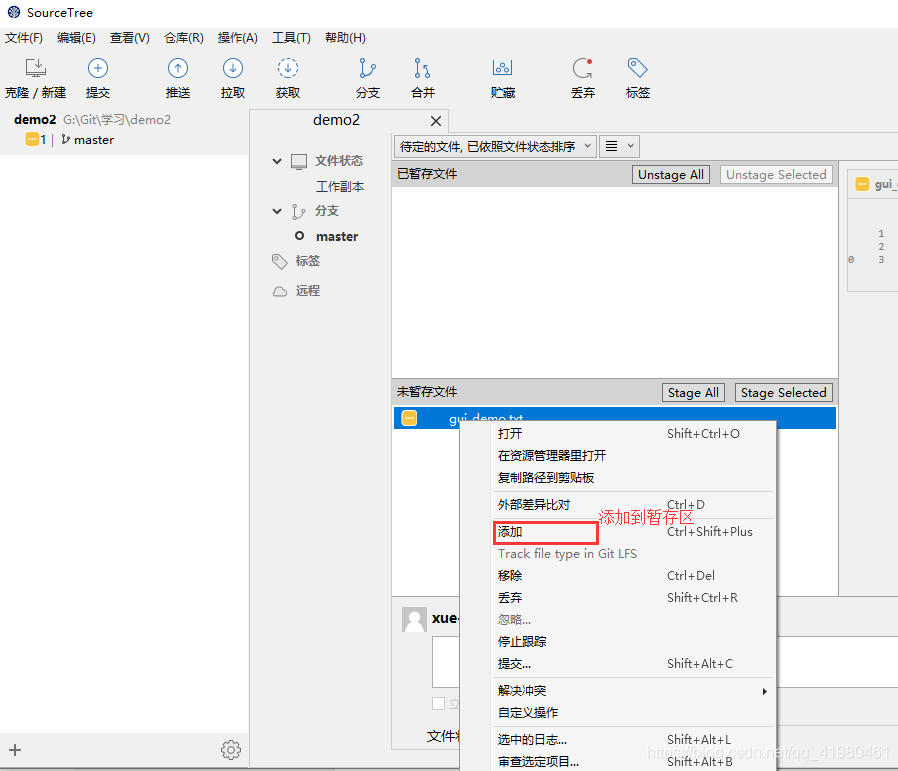 SourceTree
文件(F) 编辑(E) 查看(V) 仓库(R) 操作(A) 工具(T) 帮助(H)
克隆 / 新建 提交 推送 拉取 获取 分支 合并 贮藏 丢弃 标签
demo2 G:\Git\学习\demo2
1 master
demo2
文件状态
工作副本
分支
master
标签
远程
待定的文件, 已依照文件状态排序
已暂存文件 Unstage All Unstage Selected
gui_
1
2
0 3
未暂存文件 Stage All Stage Selected
gui_demo.txt
打开 Shift+Ctrl+O
在资源管理器里打开
复制路径到剪贴板
外部差异比对 Ctrl+D
添加到暂存区
添加 Ctrl+Shift+Plus
Track file type in Git LFS
移除 Ctrl+Del
丢弃 Shift+Ctrl+R
忽略...
停止跟踪
提交... Shift+Alt+C
解决冲突
自定义操作
选中的日志... Shift+Alt+L
审查选定项目... Shift+Alt+B
xue-
立
文件状
https://blog.csdn.net/qq_41980461